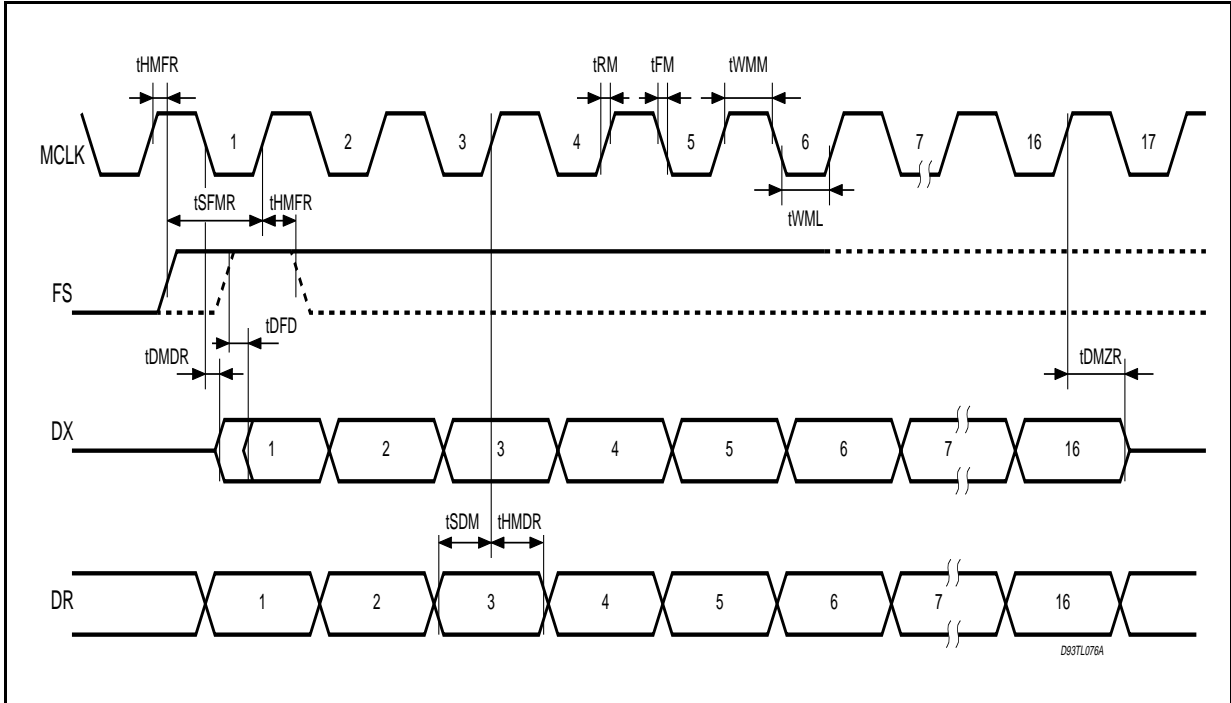 tHMFR tRM tFM tWMM
MCLK 1 2 3 4 5 6 7 16 17
tSFMR tHMFR tWML
FS
tDFD
tDMDR tDMZR
DX 1 2 3 4 5 6 7 16
tSDM tHMDR
DR 1 2 3 4 5 6 7 16
D93TL076A